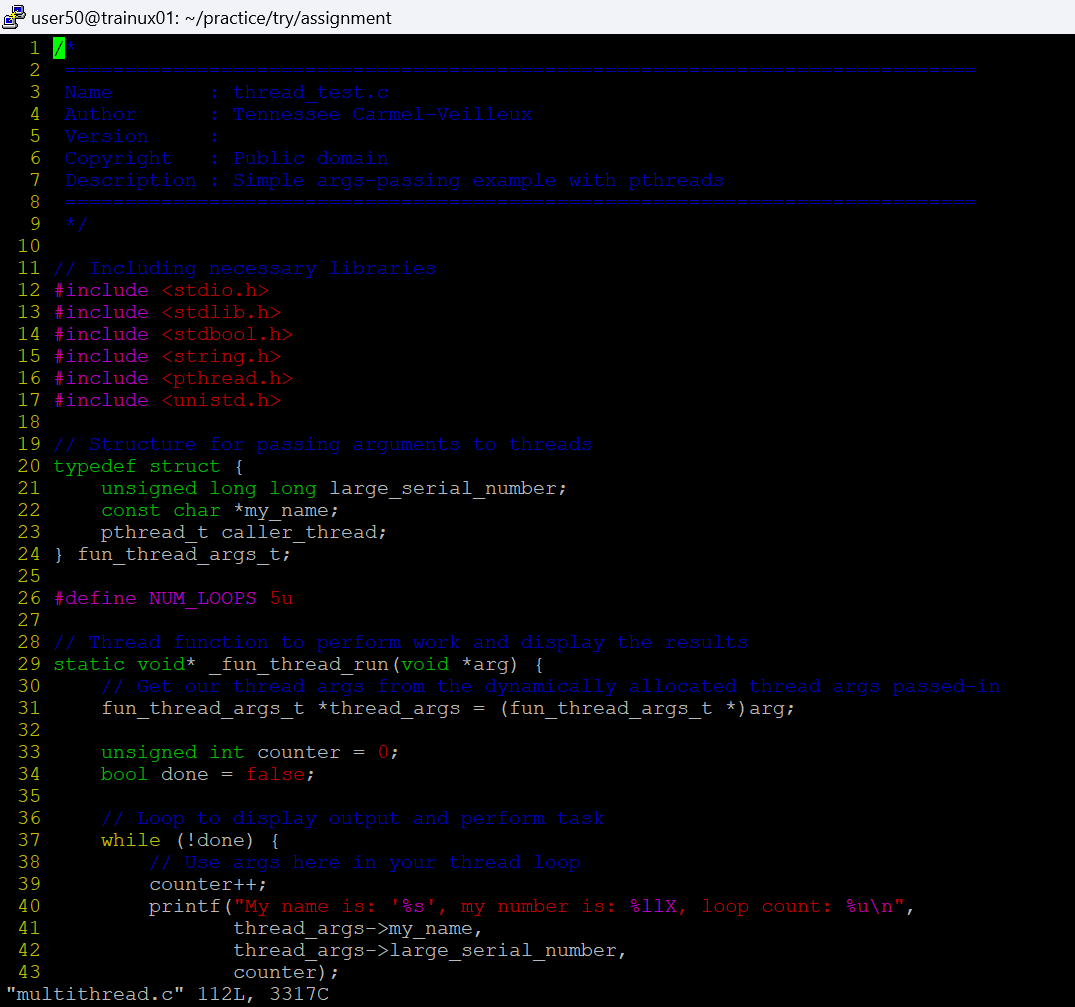 user50@trainux01: ~/practice/try/assignment
1 /*
2  ============================================================================
3  Name        : thread_test.c
4  Author      : Tennessee Carmel-Veilleux
5  Version     :
6  Copyright   : Public domain
7  Description : Simple args-passing example with pthreads
8  ============================================================================
9  */
10
11 // Including necessary libraries
12 #include <stdio.h>
13 #include <stdlib.h>
14 #include <stdbool.h>
15 #include <string.h>
16 #include <pthread.h>
17 #include <unistd.h>
18
19 // Structure for passing arguments to threads
20 typedef struct {
21     unsigned long long large_serial_number;
22     const char *my_name;
23     pthread_t caller_thread;
24 } fun_thread_args_t;
25
26 #define NUM_LOOPS 5u
27
28 // Thread function to perform work and display the results
29 static void* _fun_thread_run(void *arg) {
30     // Get our thread args from the dynamically allocated thread args passed-in
31     fun_thread_args_t *thread_args = (fun_thread_args_t *)arg;
32
33     unsigned int counter = 0;
34     bool done = false;
35
36     // Loop to display output and perform task
37     while (!done) {
38         // Use args here in your thread loop
39         counter++;
40         printf("My name is: '%s', my number is: %llX, loop count: %u\n",
41                thread_args->my_name,
42                thread_args->large_serial_number,
43                counter);
"multithread.c" 112L, 3317C